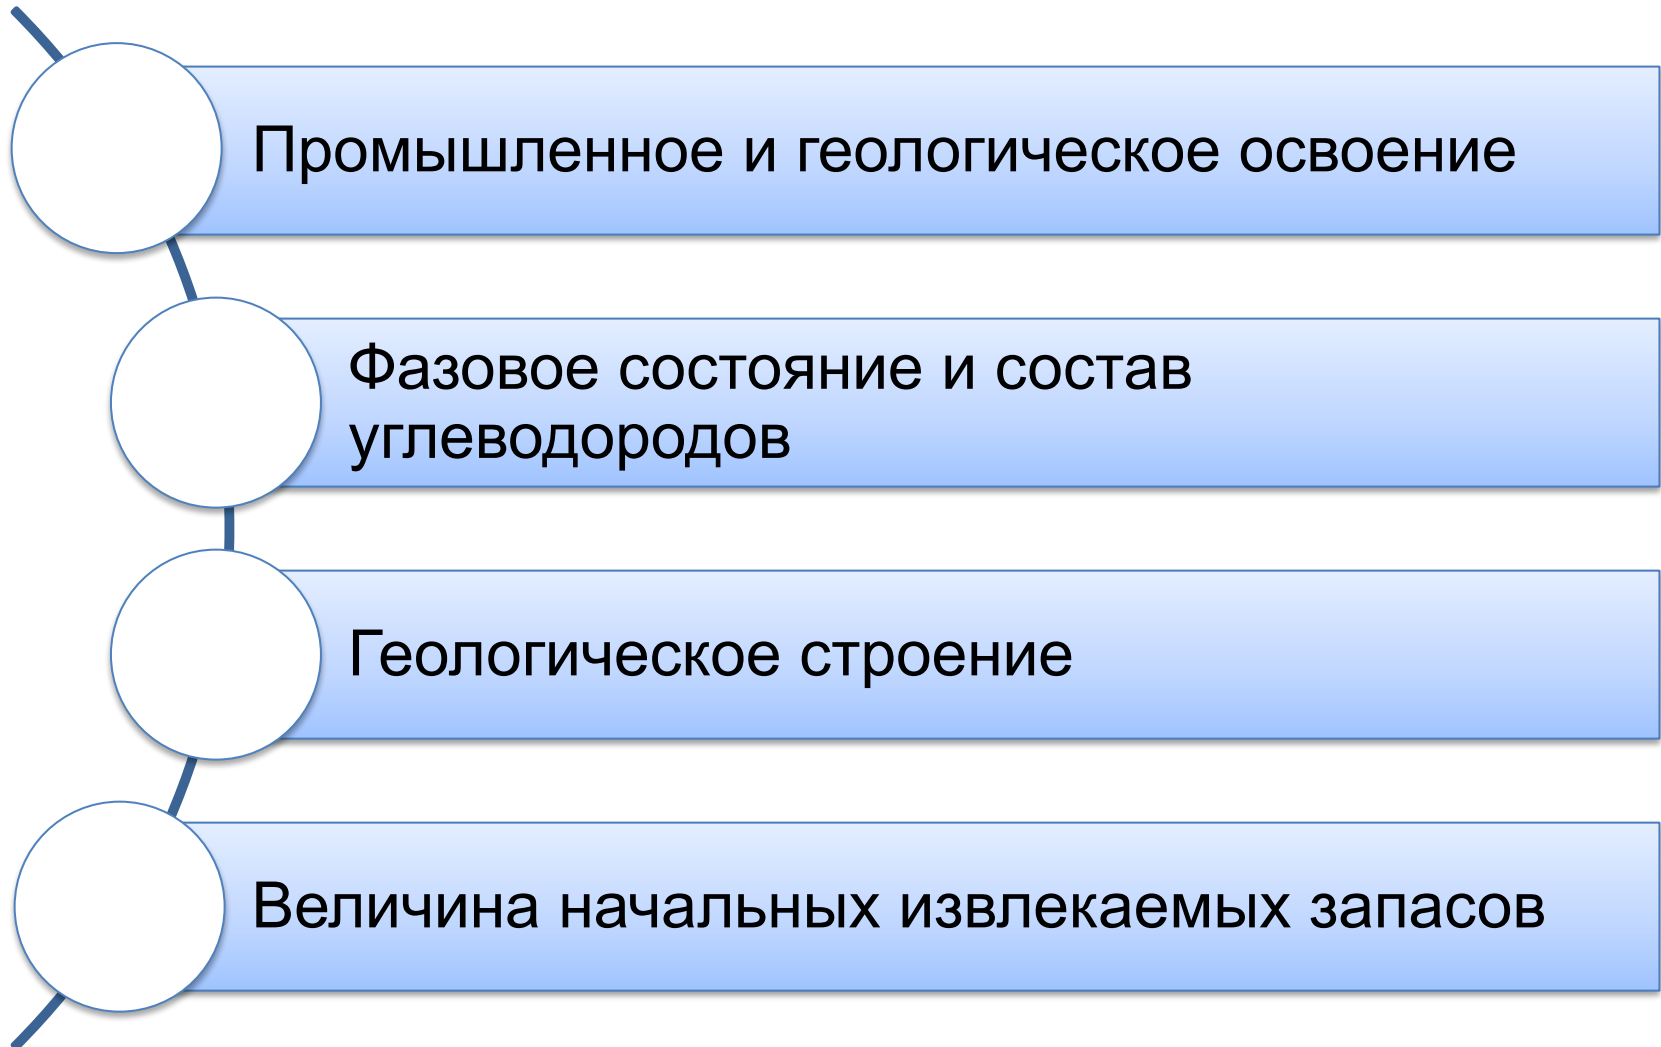 Промышленное и геологическое освоение
Фазовое состояние и состав
углеводородов
Геологическое строение
Величина начальных извлекаемых запасов